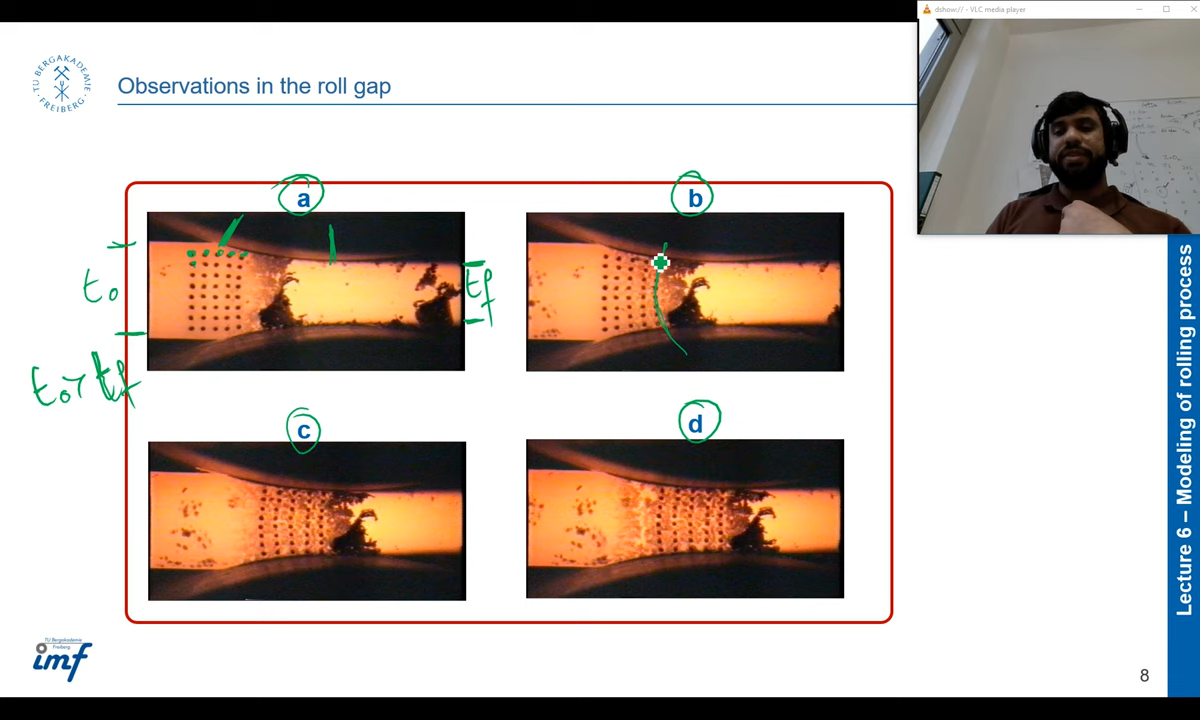 dshow:// - VLC media player
TU BERGAKADEMIE
FREIBERG
Observations in the roll gap
a
b
t₀
tf
t₀ > tf
c
d
TU Bergakademie
Freiberg
imf
8
Lecture 6 – Modeling of rolling process